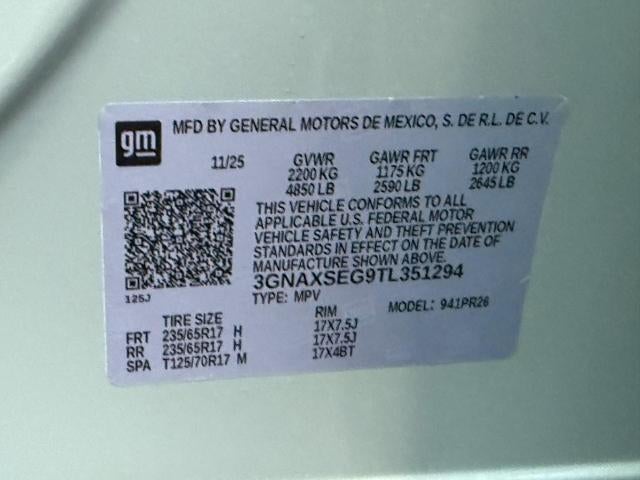 gm MFD BY GENERAL MOTORS DE MEXICO, S. DE R.L. DE C.V.
11/25 GVWR GAWR FRT GAWR RR
2200 KG 1175 KG 1200 KG
4850 LB 2590 LB 2645 LB
THIS VEHICLE CONFORMS TO ALL
APPLICABLE U.S. FEDERAL MOTOR
VEHICLE SAFETY AND THEFT PREVENTION
STANDARDS IN EFFECT ON THE DATE OF
MANUFACTURE SHOWN ABOVE.
3GNAXSEG9TL351294
125J
TYPE: MPV MODEL: 941PR26
TIRE SIZE RIM
FRT 235/65R17 H 17X7.5J
RR 235/65R17 H 17X7.5J
SPA T125/70R17 M 17X4BT